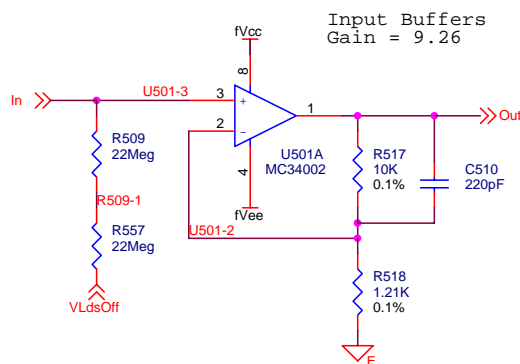 Input Buffers
Gain = 9.26
fVcc
8
In
U501-3
3
+
1
Out
2
-
R509
22Meg
U501A
MC34002
R517
10K
0.1%
C510
220pF
4
R509-1
fVee
R557
22Meg
U501-2
R518
1.21K
0.1%
VLdsOff
F